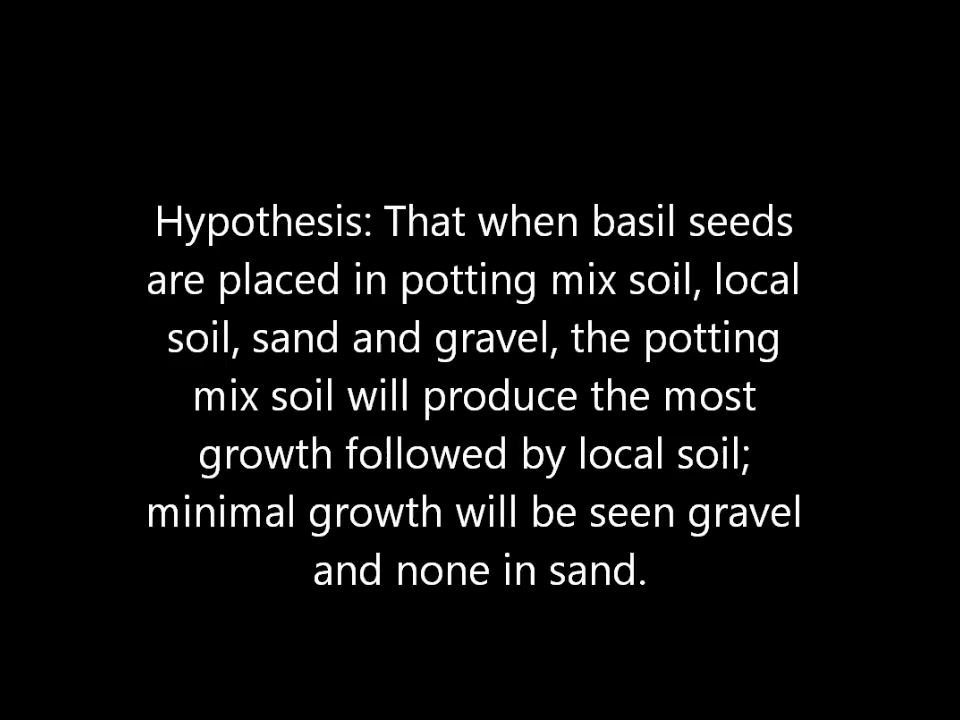 Hypothesis: That when basil seeds
are placed in potting mix soil, local
soil, sand and gravel, the potting
mix soil will produce the most
growth followed by local soil;
minimal growth will be seen gravel
and none in sand.